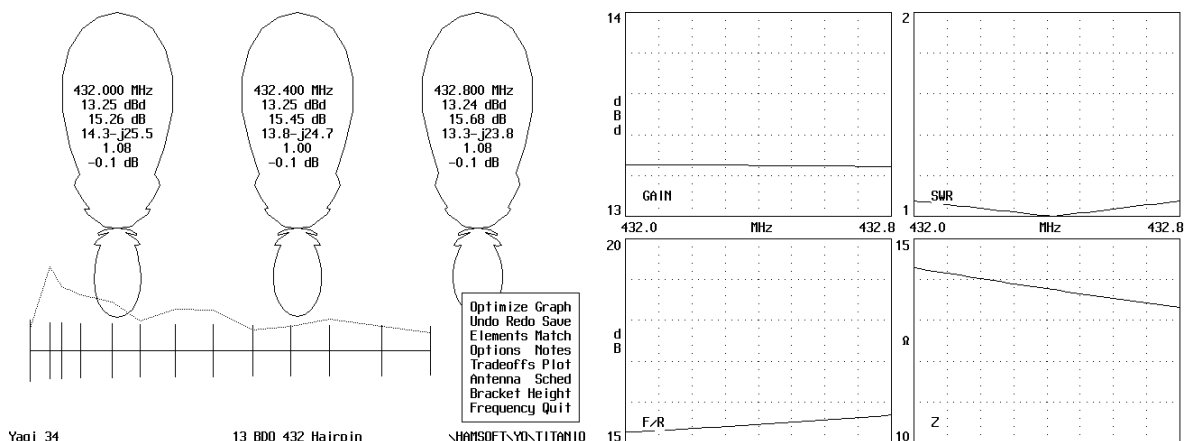 432.000 MHz
13.25 dBd
15.26 dB
14.3-j25.5
1.08
-0.1 dB
432.400 MHz
13.25 dBd
15.45 dB
13.8-j24.7
1.00
-0.1 dB
432.800 MHz
13.24 dBd
15.68 dB
13.3-j23.8
1.08
-0.1 dB
Optimize Graph
Undo Redo Save
Elements Match
Options Notes
Tradeoffs Plot
Antenna Sched
Bracket Height
Frequency Quit
Yagi 34
13 BDO 432 Hairpin
\HAMSOFT\YO\TITANIO
14
dBd
GAIN
13
432.0 MHz 432.8
2
SWR
1
432.0 MHz 432.8
20
dB
F/R
15
15
Ω
Z
10